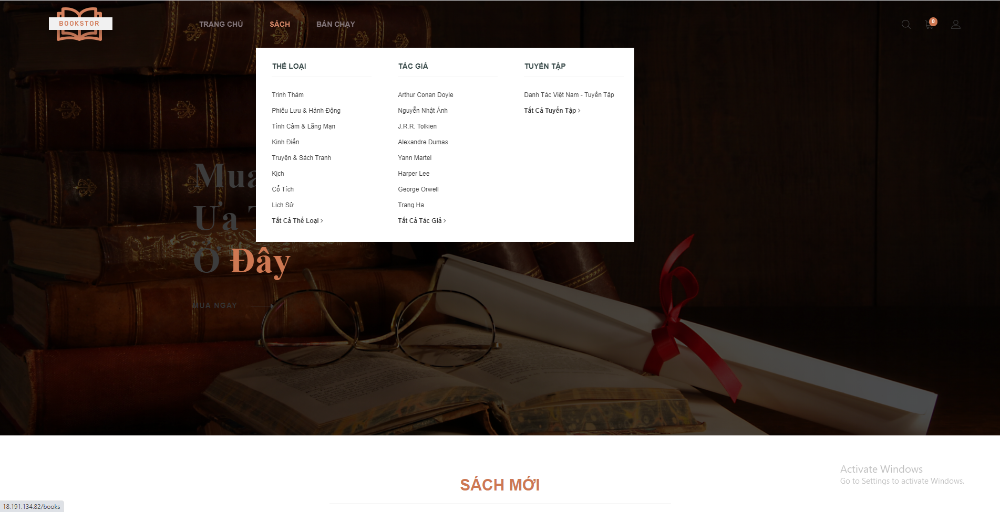 BOOKSTOR
TRANG CHỦ
SÁCH
BÁN CHẠY
0
THỂ LOẠI
Trinh Thám
Phiêu Lưu & Hành Động
Tình Cảm & Lãng Mạn
Kinh Điển
Truyện & Sách Tranh
Kịch
Cổ Tích
Lịch Sử
Tất Cả Thể Loại >
TÁC GIẢ
Arthur Conan Doyle
Nguyễn Nhật Ánh
J.R.R. Tolkien
Alexandre Dumas
Yann Martel
Harper Lee
George Orwell
Trang Hạ
Tất Cả Tác Giả >
TUYỂN TẬP
Danh Tác Việt Nam - Tuyển Tập
Tất Cả Tuyển Tập >
Mua
Ưa
Ở Đây
MUA NGAY
SÁCH MỚI
Activate Windows
Go to Settings to activate Windows.
18.191.134.82/books